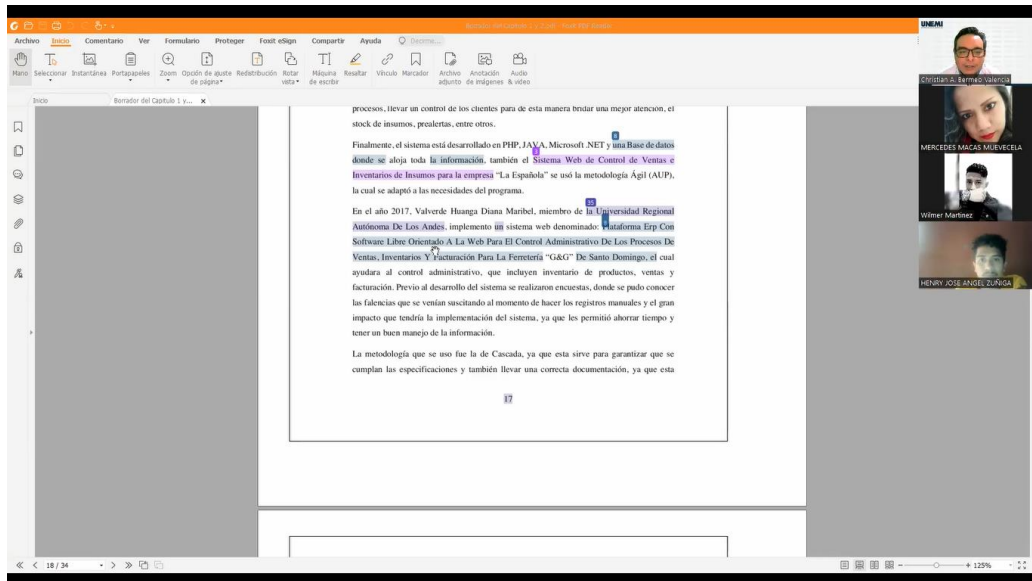 UNEMI
Archivo Inicio Comentario Ver Formulario Proteger Foxit eSign Compartir Ayuda
Mano Seleccionar Instantánea Portapapeles Zoom Opción de ajuste de página Redistribución Rotar vista Máquina de escribir Resaltar Vínculo Marcador Archivo adjunto Anotación de imágenes Audio & vídeo
Inicio Borrador del Capitulo 1 y... x
Christian A. Bermeo Valencia
MERCEDES MACAS MUEVECELA
Wilmer Martinez
HENRY JOSE ANGEL ZUÑIGA
procesos, llevar un control de los clientes para de esta manera bridar una mejor atención, el
stock de insumos, prealertas, entre otros.
6
Finalmente, el sistema está desarrollado en PHP, JAVA, Microsoft .NET y una Base de datos
donde se aloja toda la información, también el Sistema Web de Control de Ventas e
Inventarios de Insumos para la empresa “La Española” se usó la metodología Ágil (AUP),
la cual se adaptó a las necesidades del programa.
35
En el año 2017, Valverde Huanga Diana Maribel, miembro de la Universidad Regional
Autónoma De Los Andes, implemento un sistema web denominado: Plataforma Erp Con
Software Libre Orientado A La Web Para El Control Administrativo De Los Procesos De
Ventas, Inventarios Y Facturación Para La Ferretería “G&G” De Santo Domingo, el cual
ayudara al control administrativo, que incluyen inventario de productos, ventas y
facturación. Previo al desarrollo del sistema se realizaron encuestas, donde se pudo conocer
las falencias que se venían suscitando al momento de hacer los registros manuales y el gran
impacto que tendría la implementación del sistema, ya que les permitió ahorrar tiempo y
tener un buen manejo de la información.
La metodología que se uso fue la de Cascada, ya que esta sirve para garantizar que se
cumplan las especificaciones y también llevar una correcta documentación, ya que esta
17
18 / 34
125%